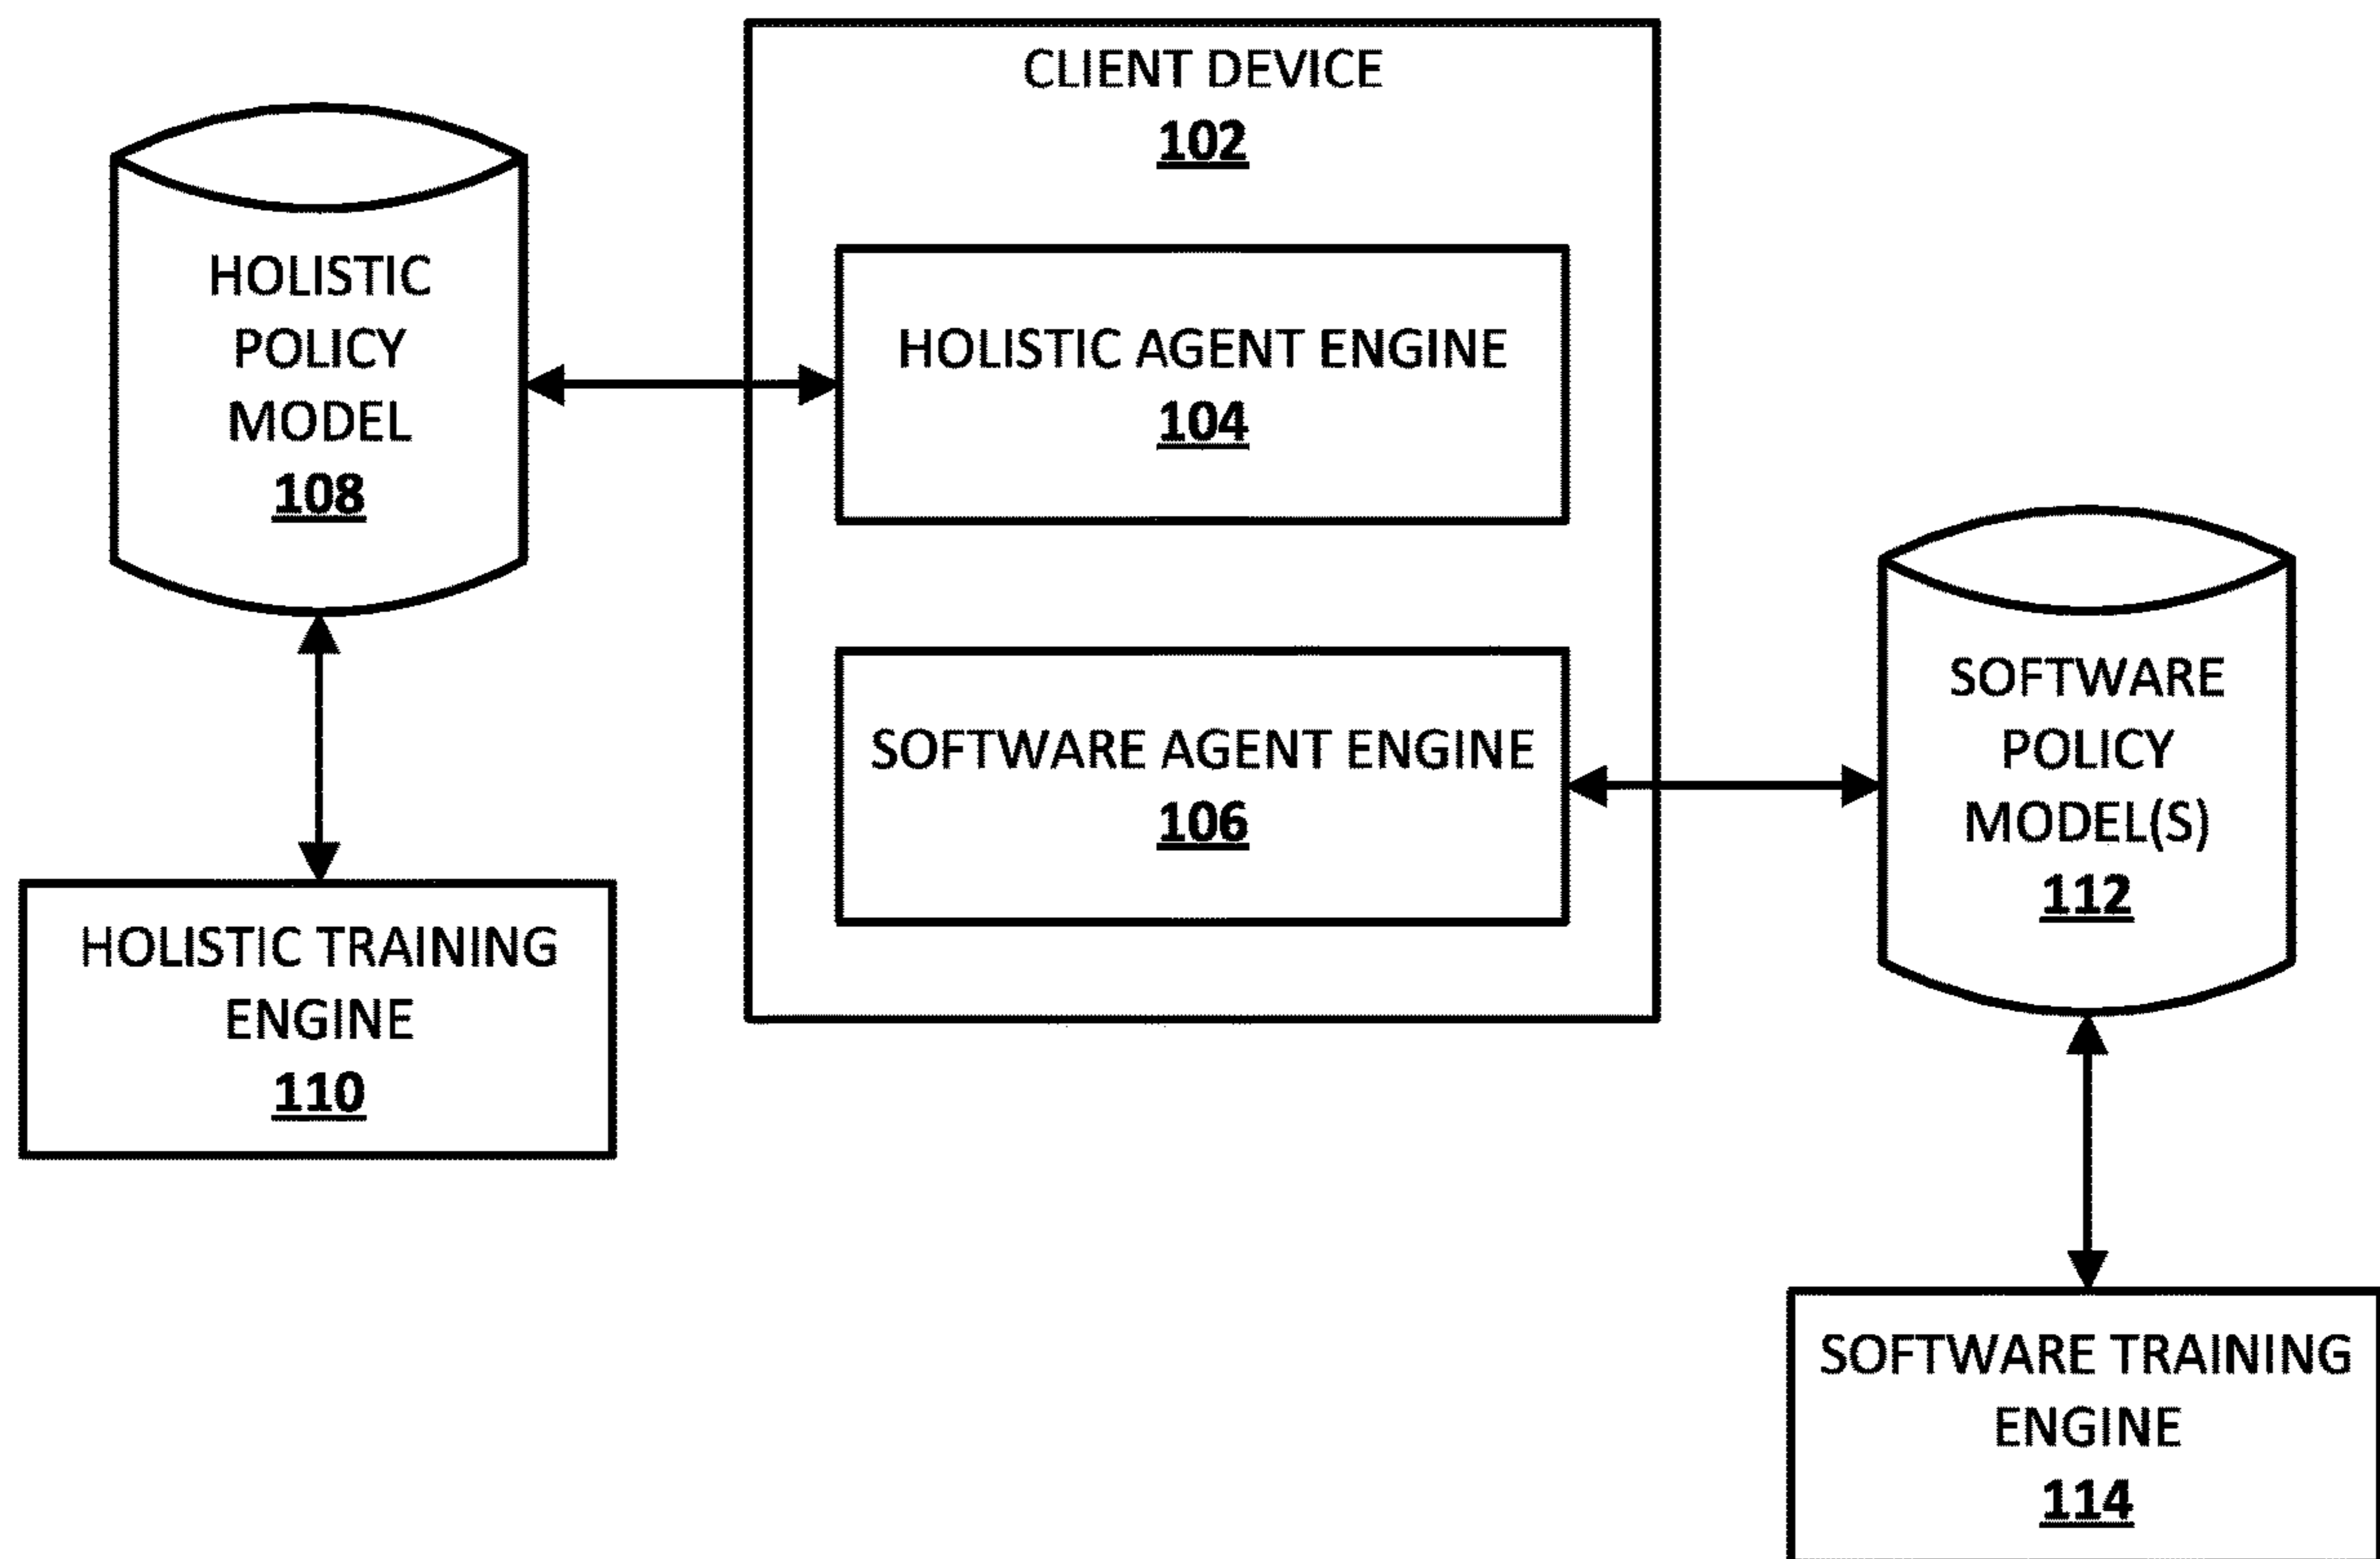 CLIENT DEVICE
102
HOLISTIC
POLICY
MODEL
108
HOLISTIC AGENT ENGINE
104
SOFTWARE AGENT ENGINE
106
SOFTWARE
POLICY
MODEL(S)
112
HOLISTIC TRAINING
ENGINE
110
SOFTWARE TRAINING
ENGINE
114